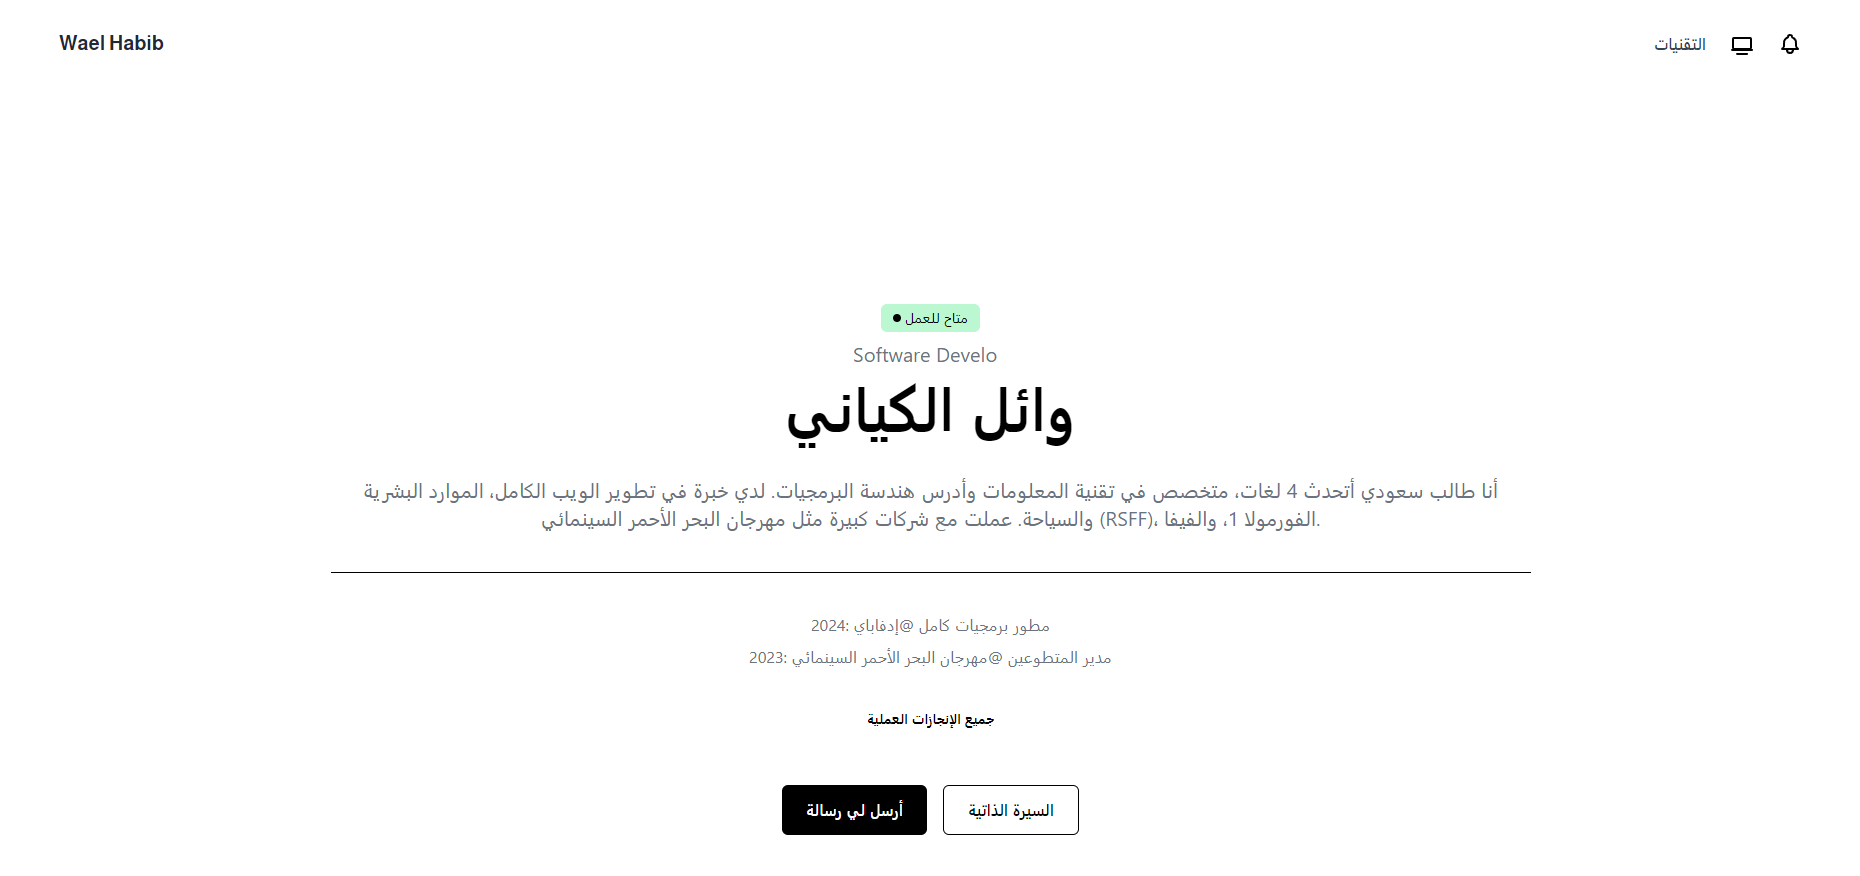 Wael Habib
التقنيات
متاح للعمل
Software Develo
وائل الكياني
أنا طالب سعودي أتحدث 4 لغات، متخصص في تقنية المعلومات وأدرس هندسة البرمجيات. لدي خبرة في تطوير الويب الكامل، الموارد البشرية
والسياحة. عملت مع شركات كبيرة مثل مهرجان البحر الأحمر السينمائي (RSFF)، الفورمولا 1، والفيفا.
2024: مطور برمجيات كامل @إدفاباي
2023: مدير المتطوعين @مهرجان البحر الأحمر السينمائي
جميع الإنجازات العملية
أرسل لي رسالة
السيرة الذاتية